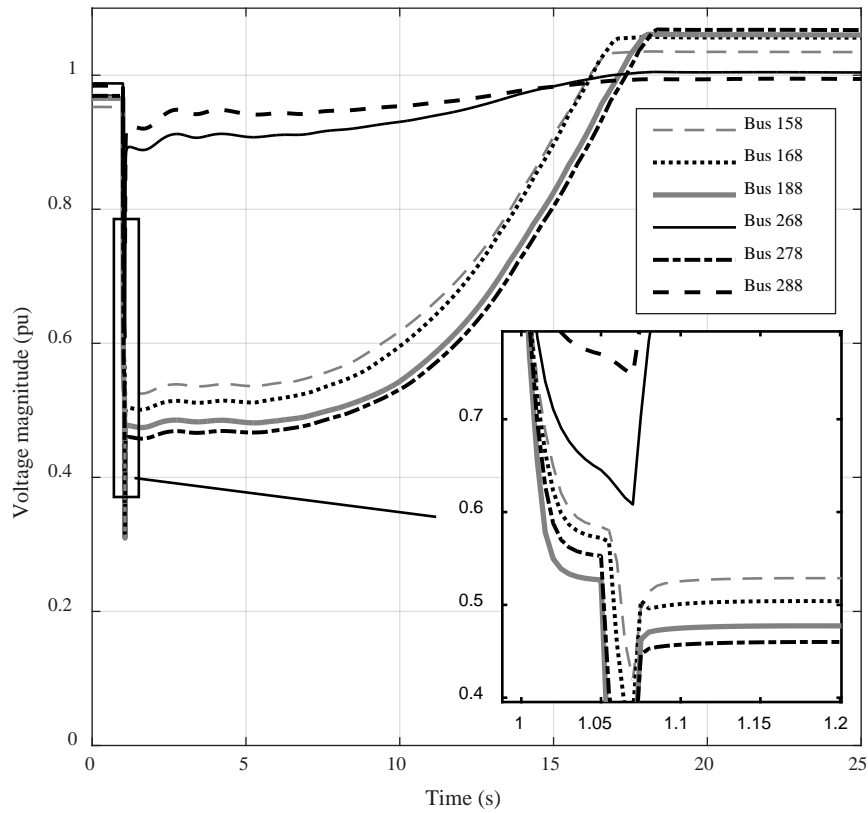 1
0.8
0.6
0.4
0.2
0
Voltage magnitude (pu)
Bus 158
Bus 168
Bus 188
Bus 268
Bus 278
Bus 288
0.7
0.6
0.5
0.4
1 1.05 1.1 1.15 1.2
0 5 10 15 20 25
Time (s)